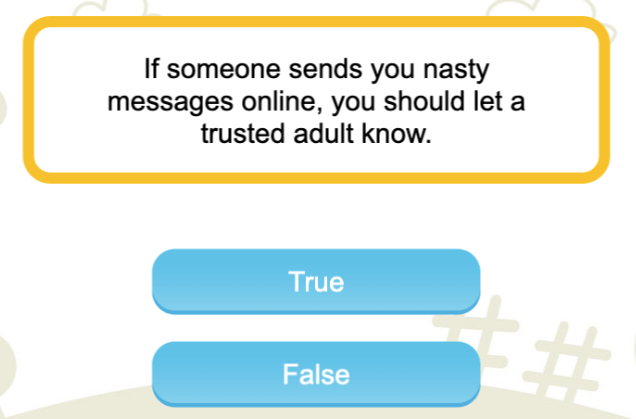 If someone sends you nasty
messages online, you should let a
trusted adult know.
True
False